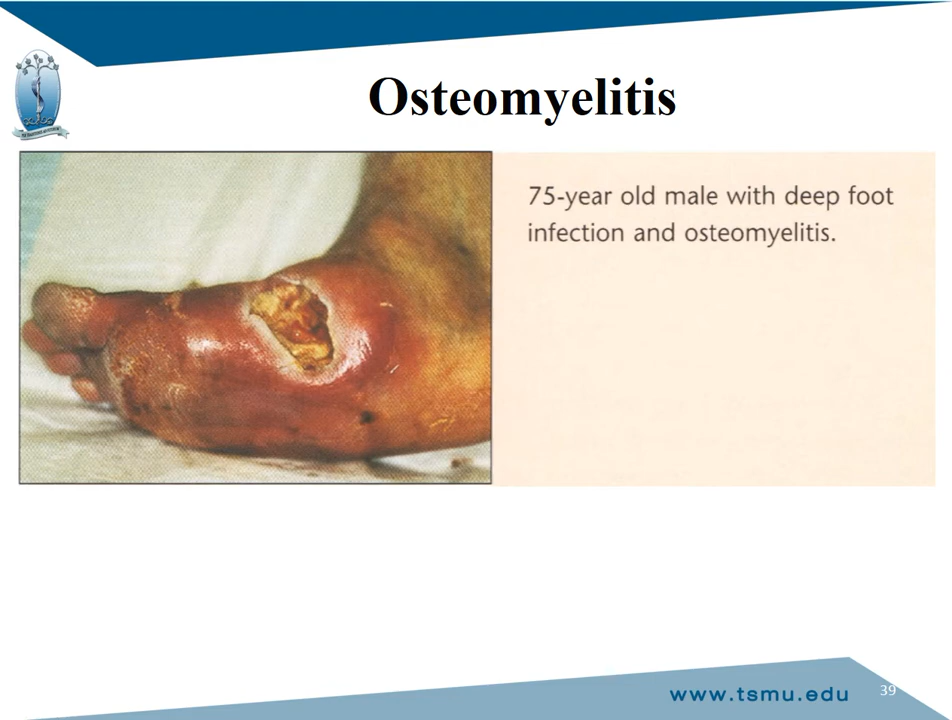 Osteomyelitis
75-year old male with deep foot
infection and osteomyelitis.
www.tsmu.edu
39